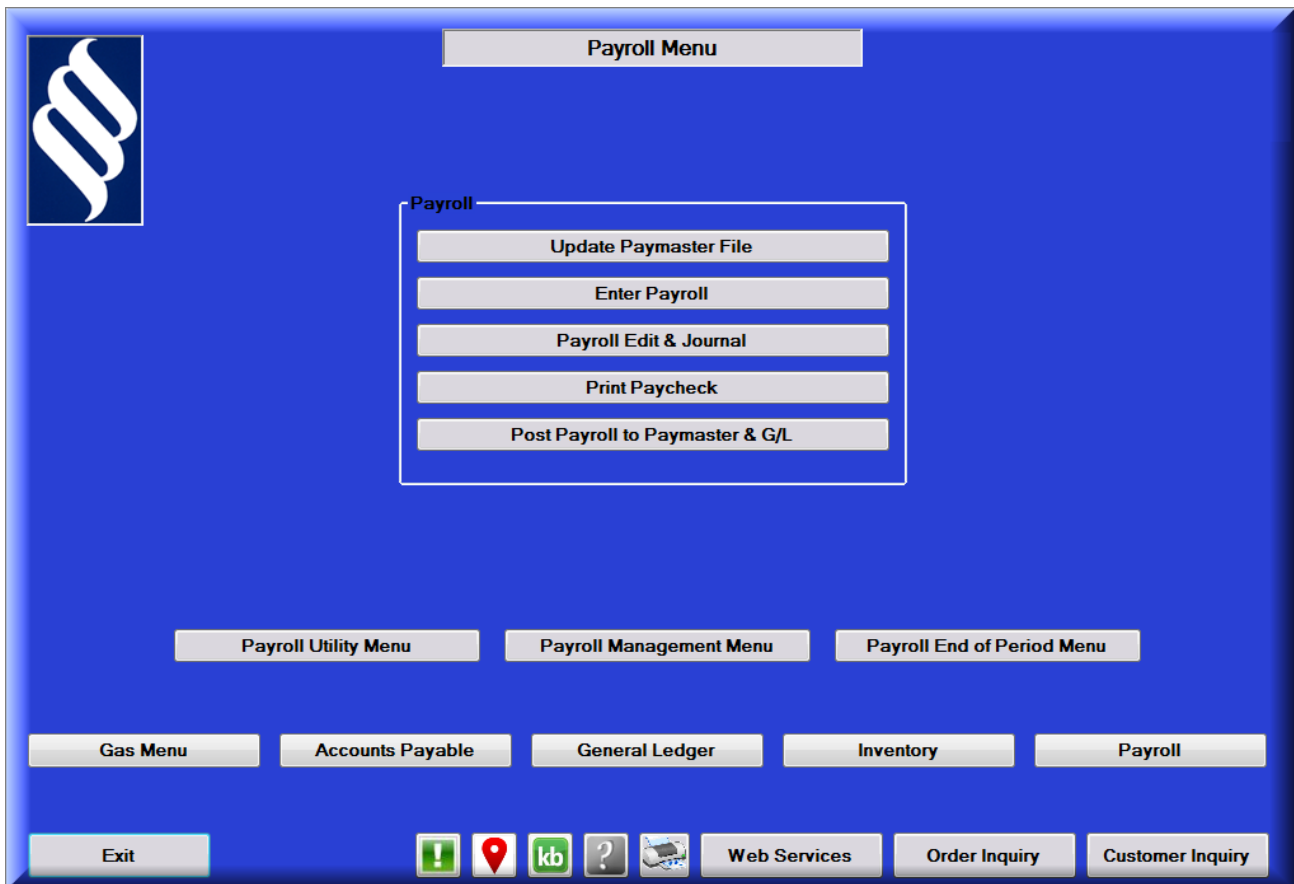 Payroll Menu
Payroll
Update Paymaster File
Enter Payroll
Payroll Edit & Journal
Print Paycheck
Post Payroll to Paymaster & G/L
Payroll Utility Menu
Payroll Management Menu
Payroll End of Period Menu
Gas Menu
Accounts Payable
General Ledger
Inventory
Payroll
Exit
!
kb
?
Web Services
Order Inquiry
Customer Inquiry